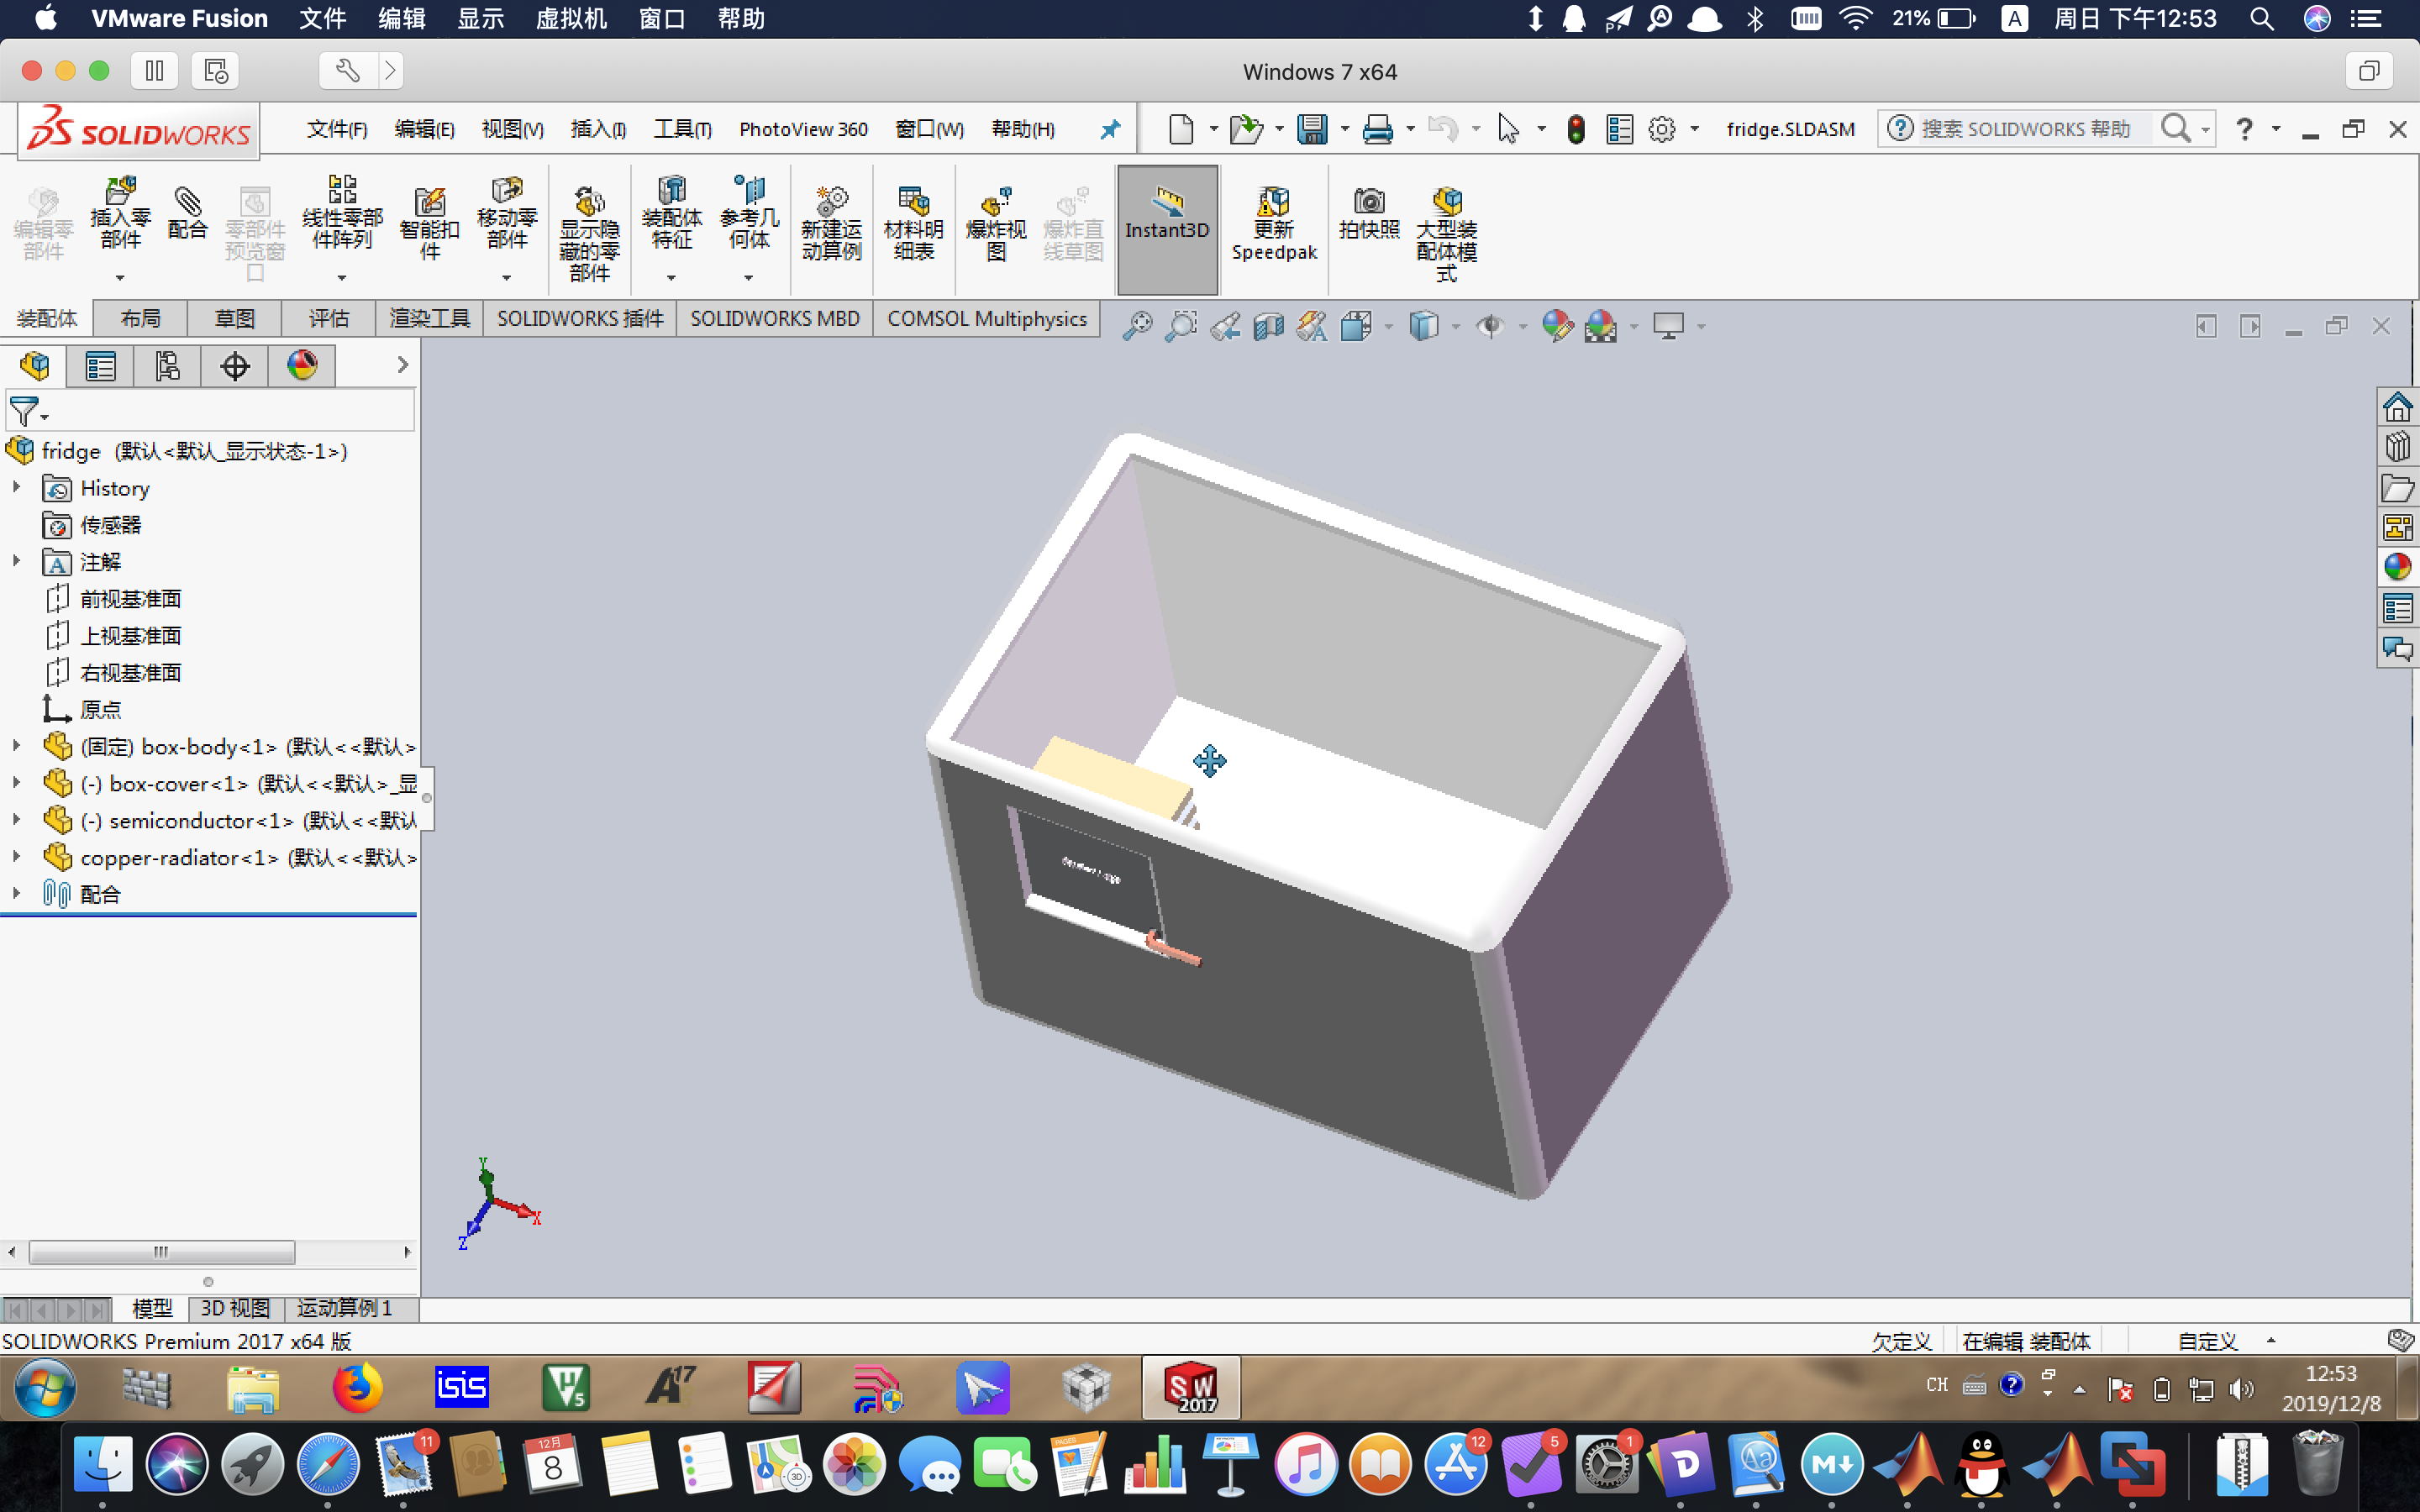 VMware Fusion 文件 编辑 显示 虚拟机 窗口 帮助 21% A 周日 下午12:53
Windows 7 x64
SOLIDWORKS 文件(F) 编辑(E) 视图(V) 插入(I) 工具(T) PhotoView 360 窗口(W) 帮助(H) fridge.SLDASM 搜索 SOLIDWORKS 帮助 ?
编辑零部件
插入零部件
配合
零部件预览窗口
线性零部件阵列
智能扣件
移动零部件
显示隐藏的零部件
装配体特征
参考几何体
新建运动算例
材料明细表
爆炸视图
爆炸直线草图
Instant3D
更新 Speedpak
拍快照
大型装配体模式
装配体 布局 草图 评估 渲染工具 SOLIDWORKS 插件 SOLIDWORKS MBD COMSOL Multiphysics
fridge (默认<默认_显示状态-1>)
History
传感器
注解
前视基准面
上视基准面
右视基准面
原点
(固定) box-body<1> (默认<<默认>
(-) box-cover<1> (默认<<默认>_显
(-) semiconductor<1> (默认<<默认
copper-radiator<1> (默认<<默认>
配合
Y
X
Z
模型 3D 视图 运动算例 1
SOLIDWORKS Premium 2017 x64 版 欠定义 在编辑 装配体 自定义
isis V5 A17 SW 2017 CH 12:53
2019/12/8
11 12月 8 3D PAGES 12 5 1 D Aa M